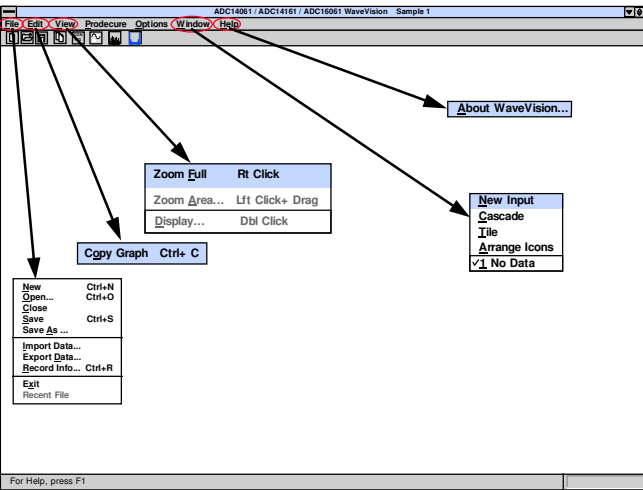 ADC14061 / ADC14161 / ADC16061 WaveVision Sample 1
File Edit View Prodecure Options Window Help
About WaveVision...
Zoom Full Rt Click
Zoom Area... Lft Click+ Drag
Display... Dbl Click
New Input
Cascade
Tile
Arrange Icons
✓1 No Data
Copy Graph Ctrl+ C
New Ctrl+N
Open... Ctrl+O
Close
Save Ctrl+S
Save As ...
Import Data...
Export Data...
Record Info... Ctrl+R
Exit
Recent File
For Help, press F1